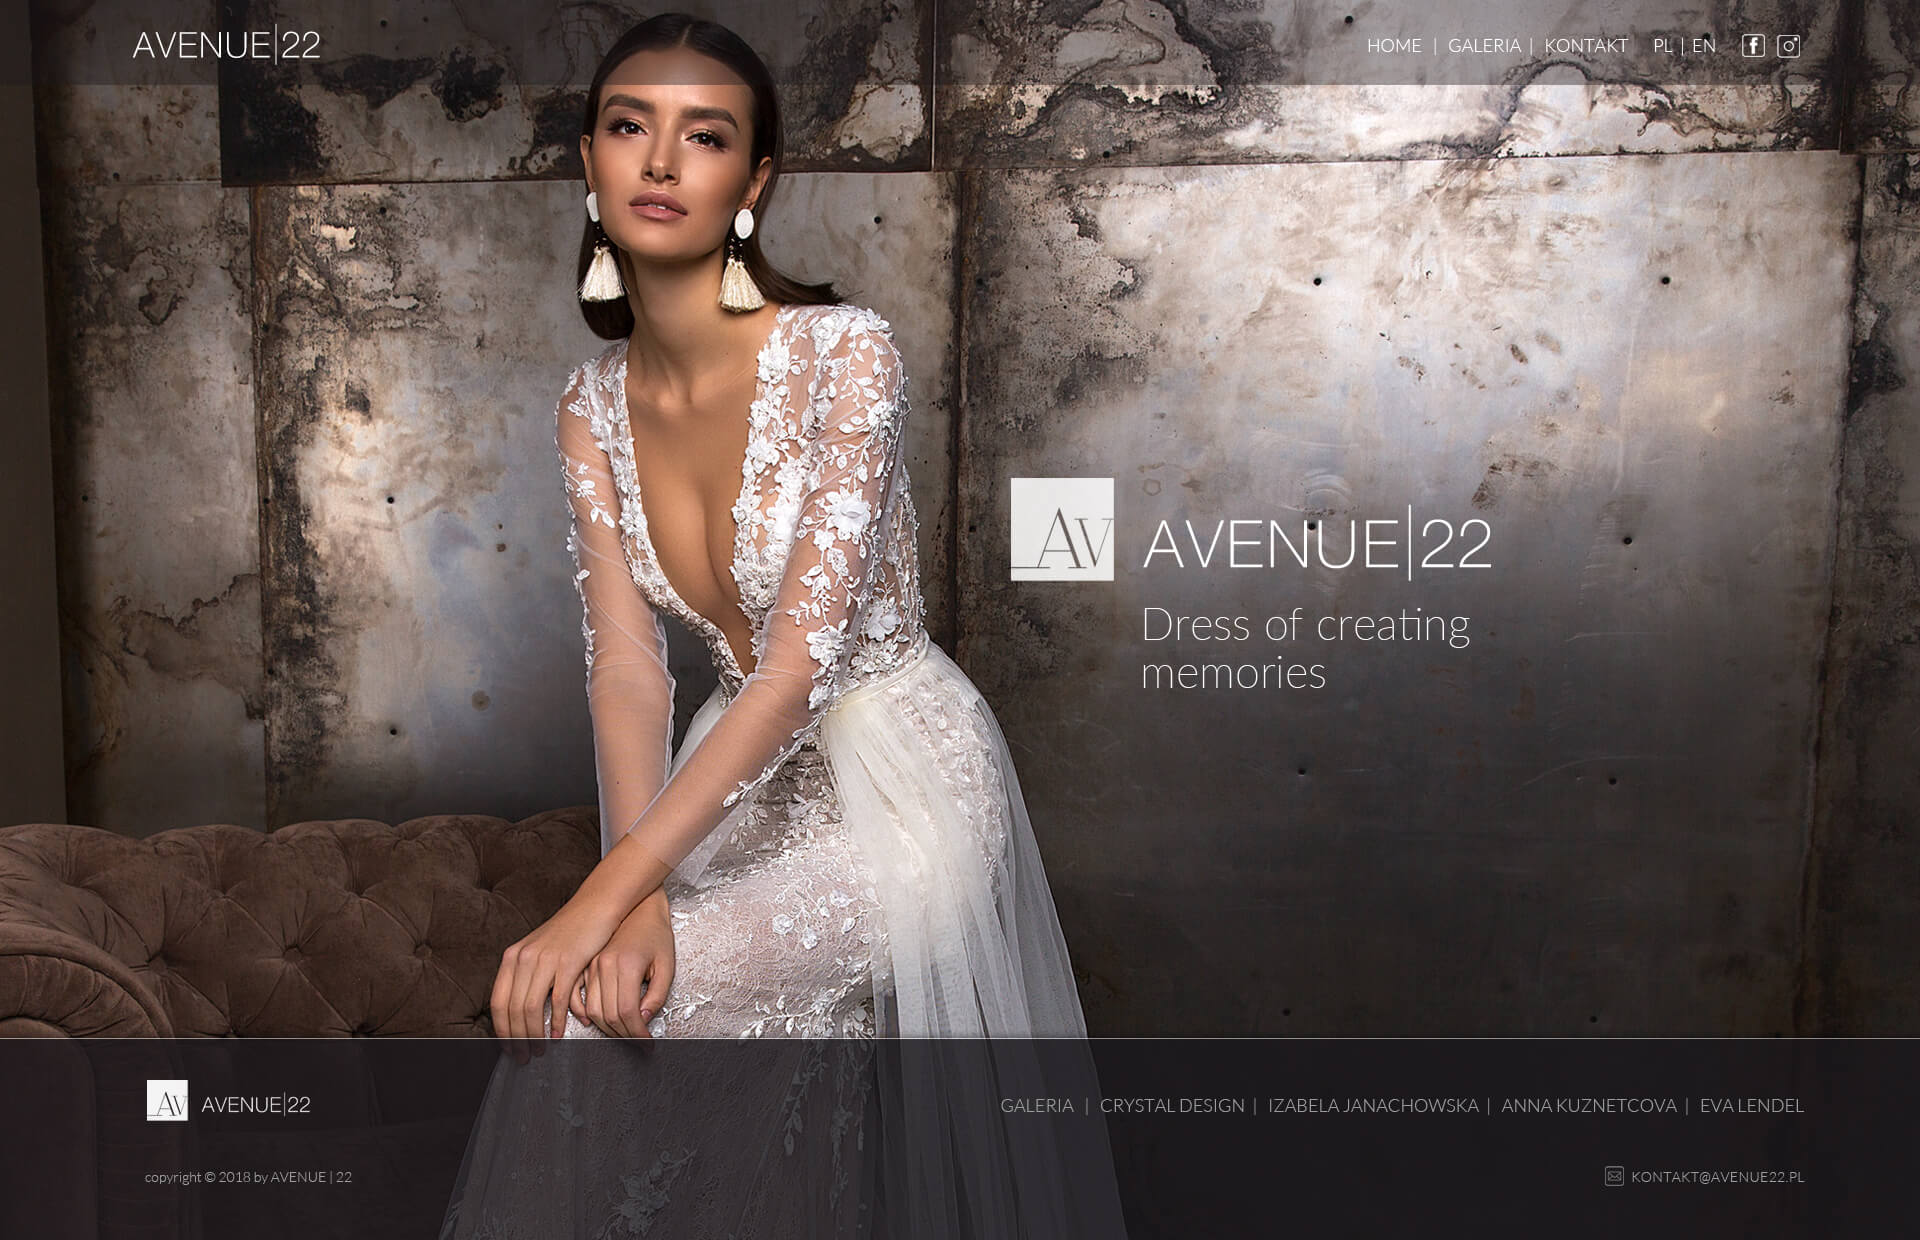 AVENUE|22
HOME | GALERIA | KONTAKT PL | EN
AV AVENUE|22
Dress of creating
memories
AV AVENUE|22
GALERIA | CRYSTAL DESIGN | IZABELA JANACHOWSKA | ANNA KUZNETCOVA | EVA LENDEL
copyright © 2018 by AVENUE | 22
KONTAKT@AVENUE22.PL